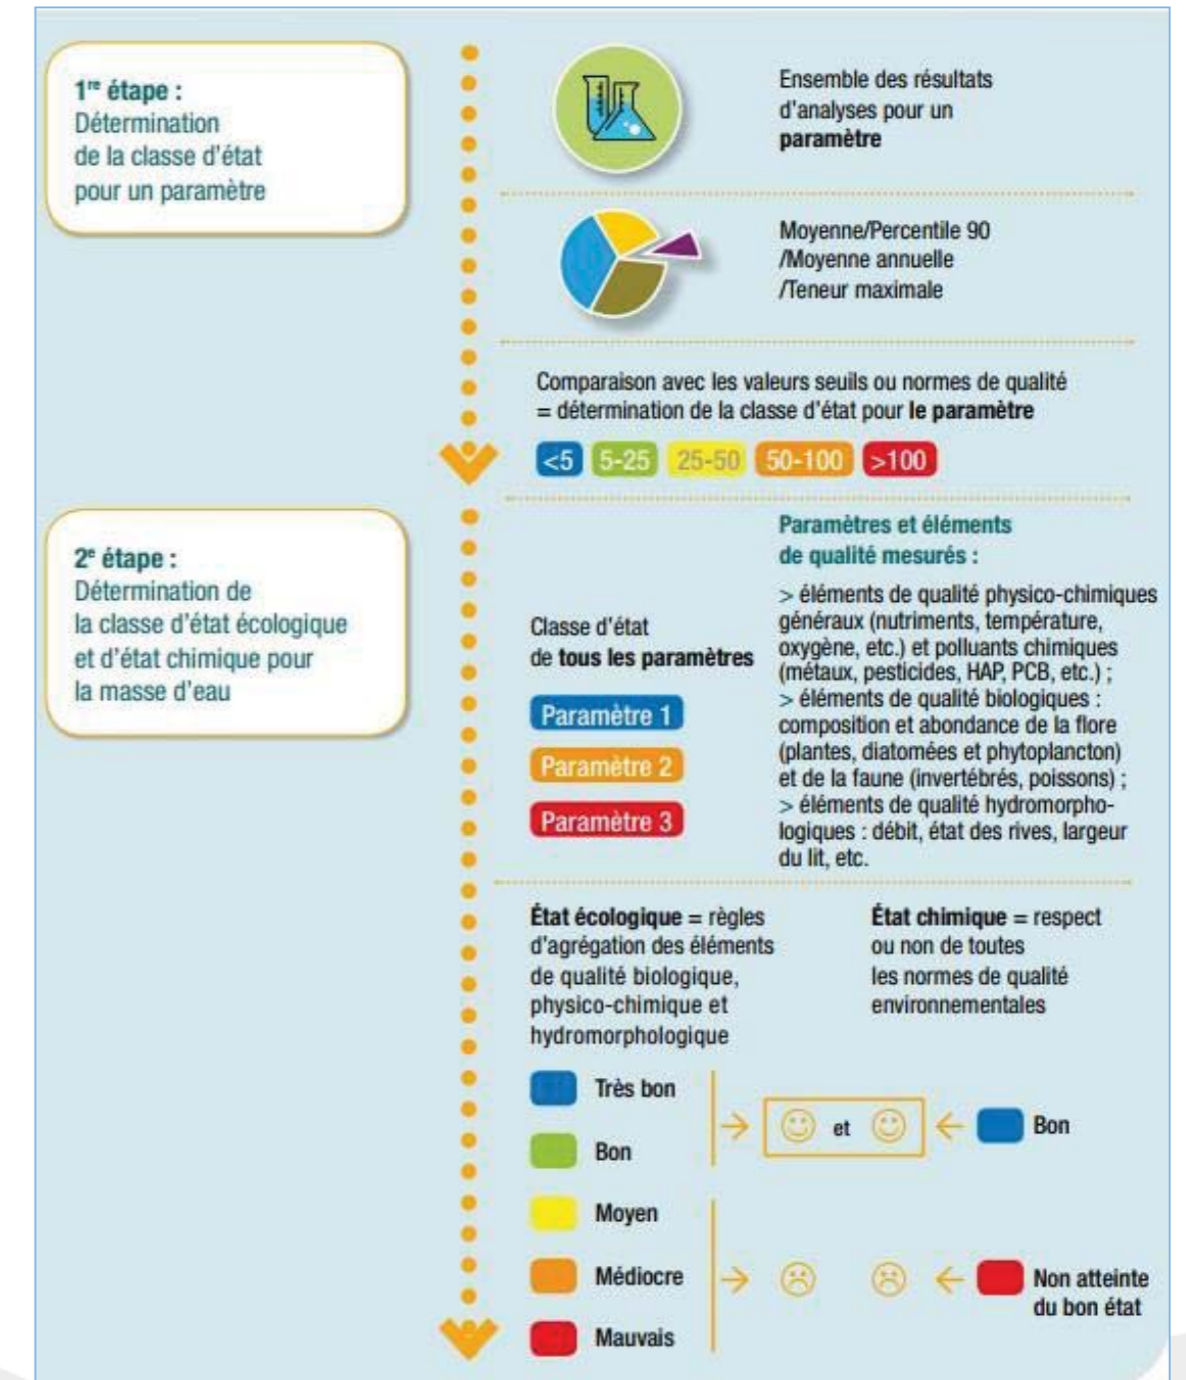 1re étape :
Détermination
de la classe d'état
pour un paramètre
Ensemble des résultats
d'analyses pour un
paramètre
Moyenne/Percentile 90
/Moyenne annuelle
/Teneur maximale
Comparaison avec les valeurs seuils ou normes de qualité
= détermination de la classe d'état pour le paramètre
<5 5-25 25-50 50-100 >100
2e étape :
Détermination de
la classe d'état écologique
et d'état chimique pour
la masse d'eau
Classe d'état
de tous les paramètres
Paramètre 1
Paramètre 2
Paramètre 3
Paramètres et éléments
de qualité mesurés :
> éléments de qualité physico-chimiques
généraux (nutriments, température,
oxygène, etc.) et polluants chimiques
(métaux, pesticides, HAP, PCB, etc.) ;
> éléments de qualité biologiques :
composition et abondance de la flore
(plantes, diatomées et phytoplancton)
et de la faune (invertébrés, poissons) ;
> éléments de qualité hydromorpho-
logiques : débit, état des rives, largeur
du lit, etc.
État écologique = règles
d'agrégation des éléments
de qualité biologique,
physico-chimique et
hydromorphologique
État chimique = respect
ou non de toutes
les normes de qualité
environnementales
Très bon
Bon
Moyen
Médiocre
Mauvais
et
Bon
Non atteinte
du bon état